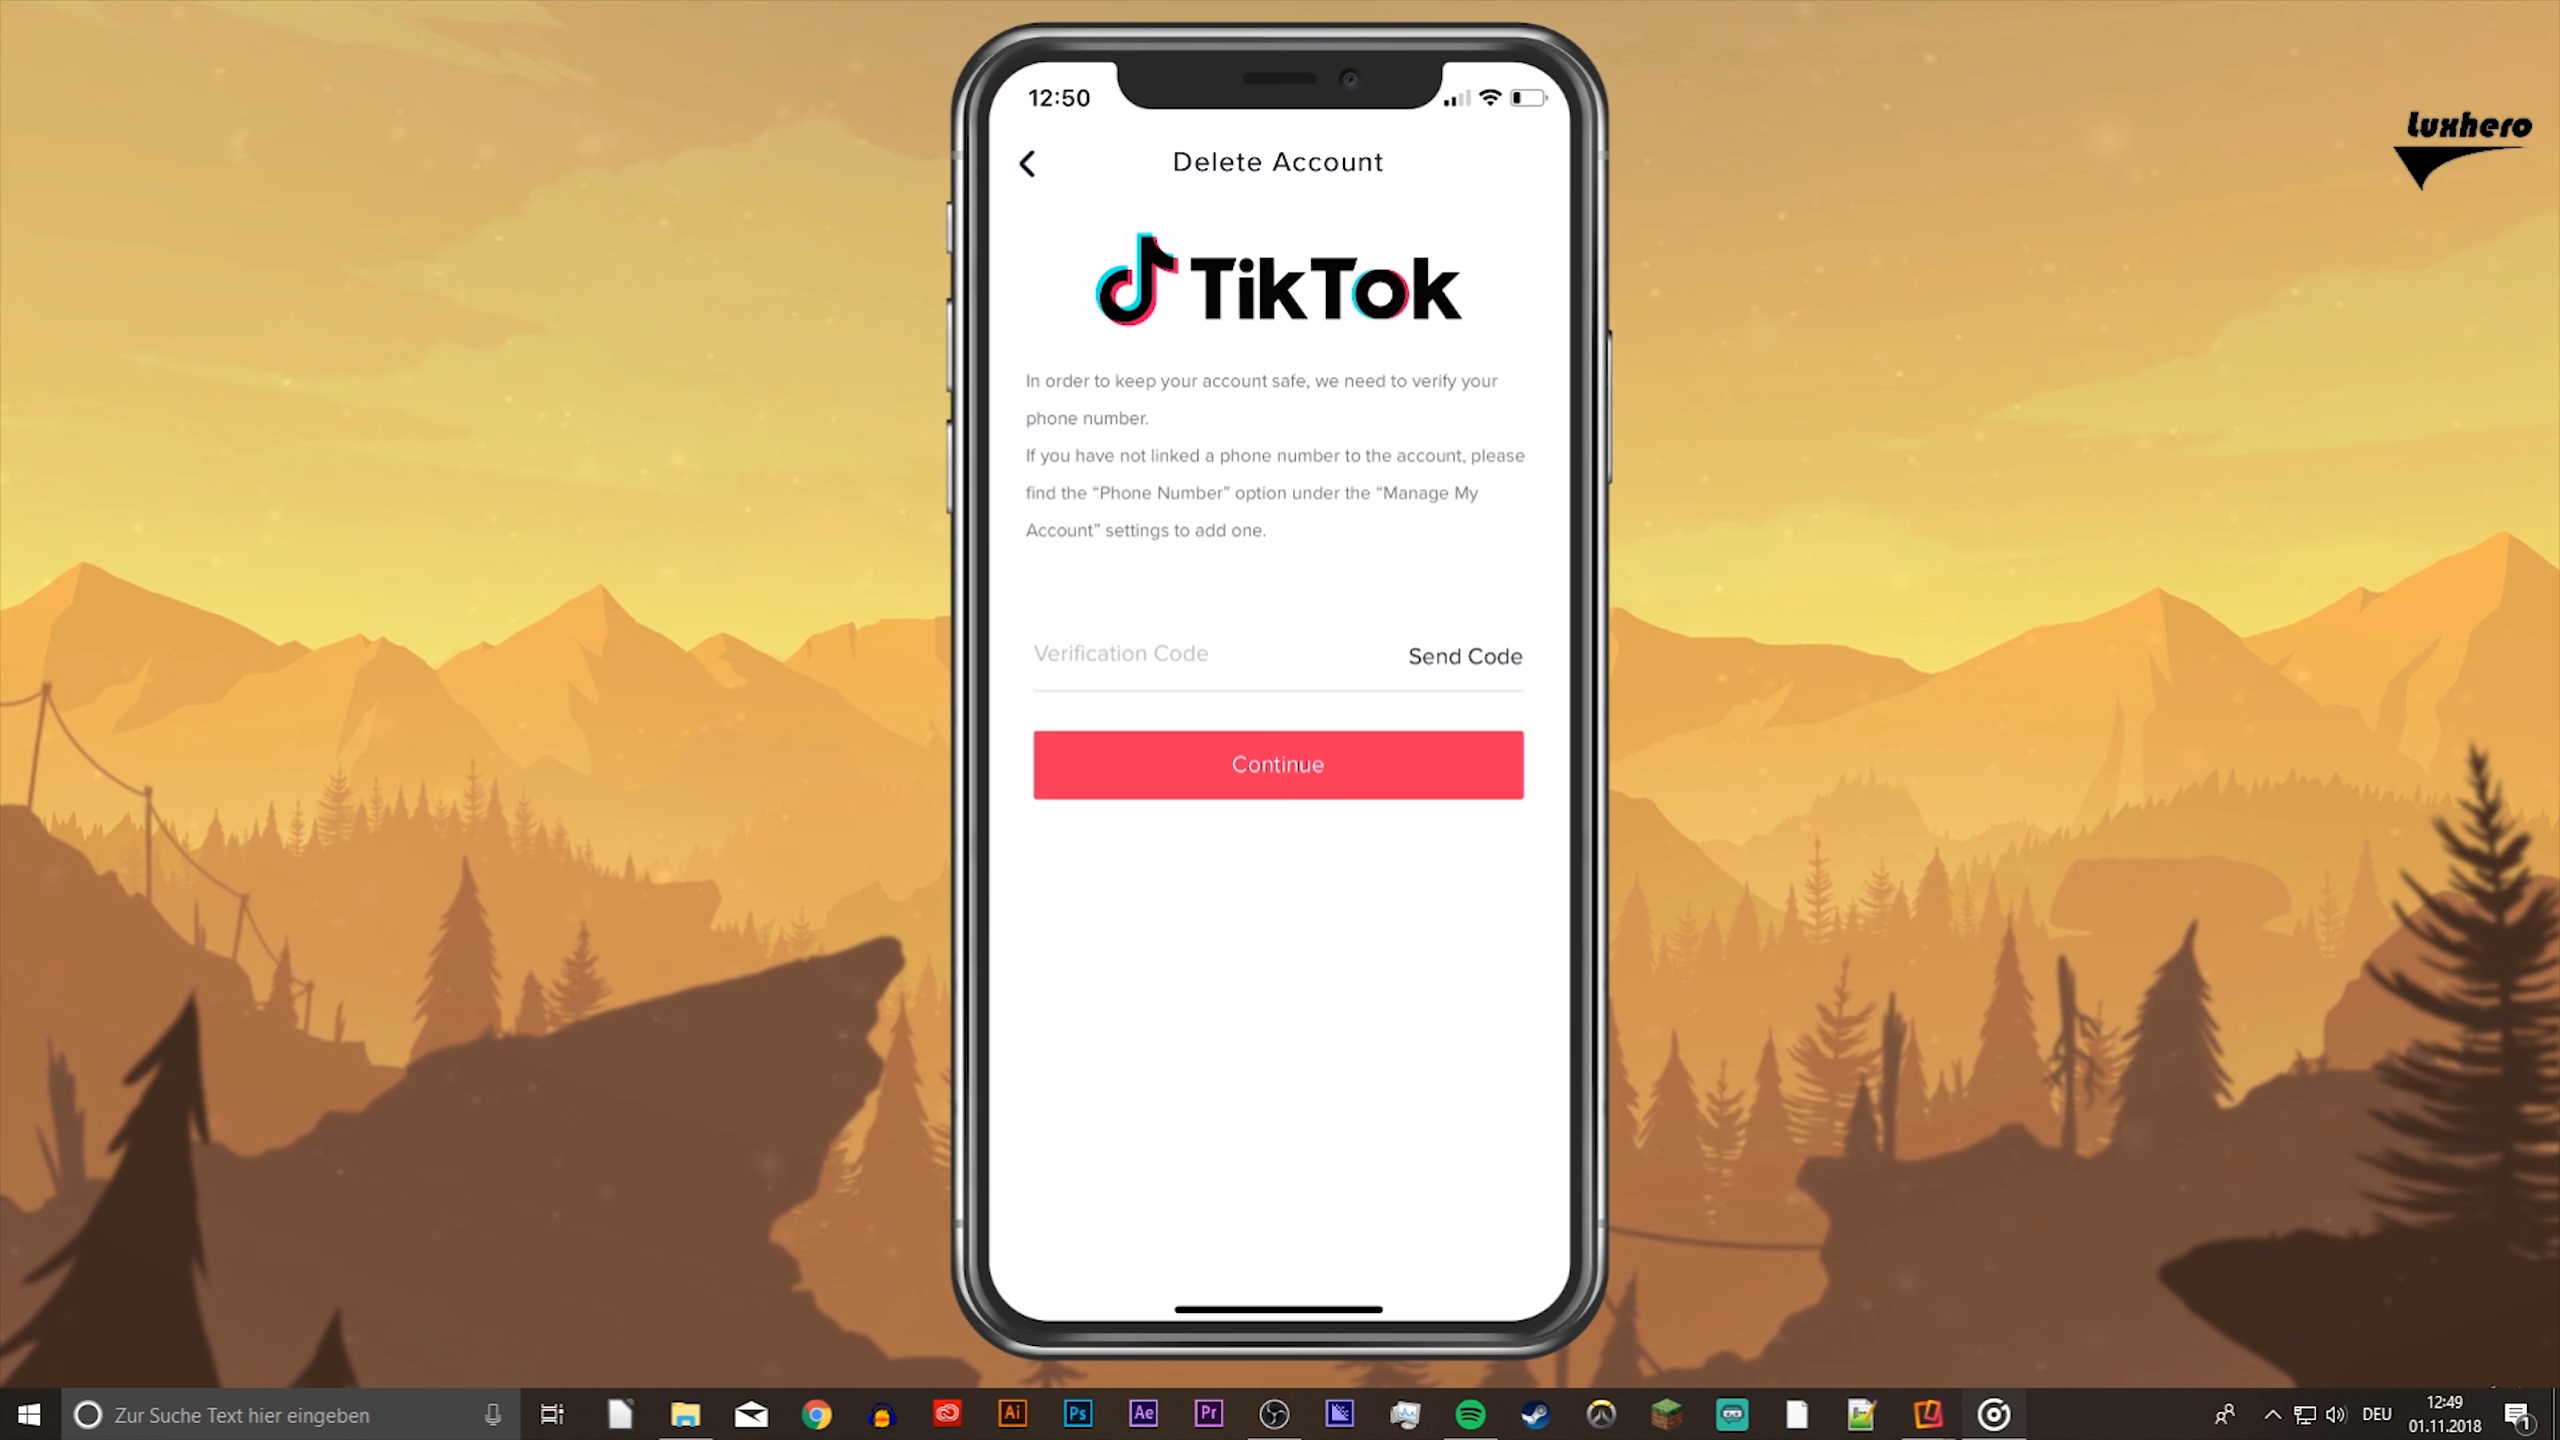 12:50
luxhero
Delete Account
TikTok
In order to keep your account safe, we need to verify your
phone number.
If you have not linked a phone number to the account, please
find the “Phone Number” option under the “Manage My
Account” settings to add one.
Verification Code
Send Code
Continue
Zur Suche Text hier eingeben
Ai
Ps
Ae
Pr
DEU
12:49
01.11.2018
1